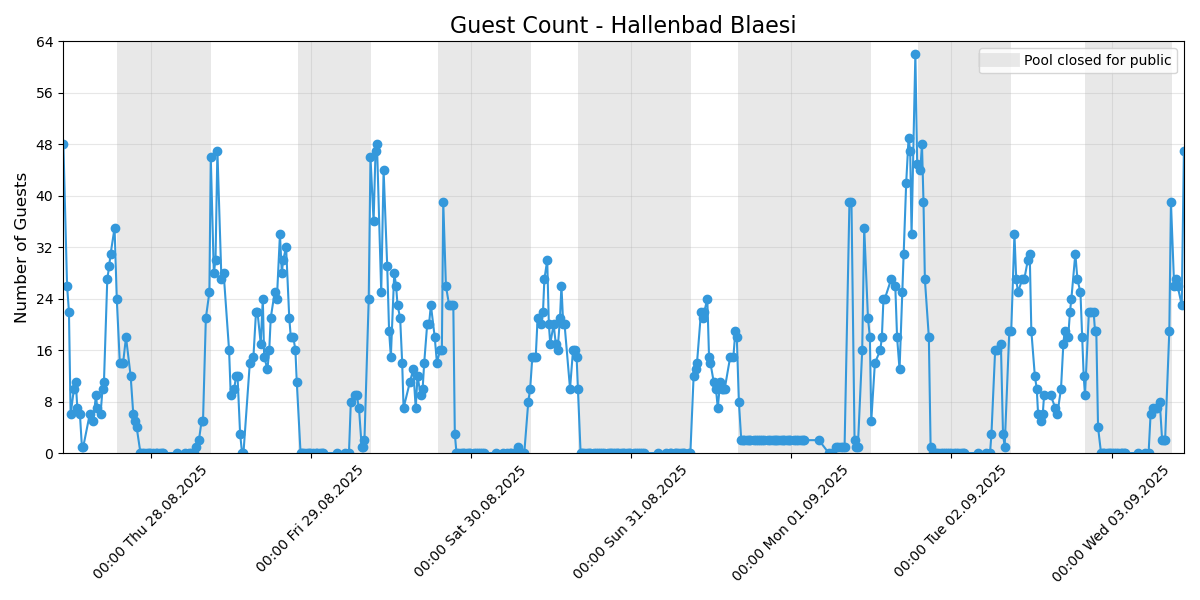 Guest Count - Hallenbad Blaesi
Pool closed for public
Number of Guests
64
56
48
40
32
24
16
8
0
00:00 Thu 28.08.2025
00:00 Fri 29.08.2025
00:00 Sat 30.08.2025
00:00 Sun 31.08.2025
00:00 Mon 01.09.2025
00:00 Tue 02.09.2025
00:00 Wed 03.09.2025